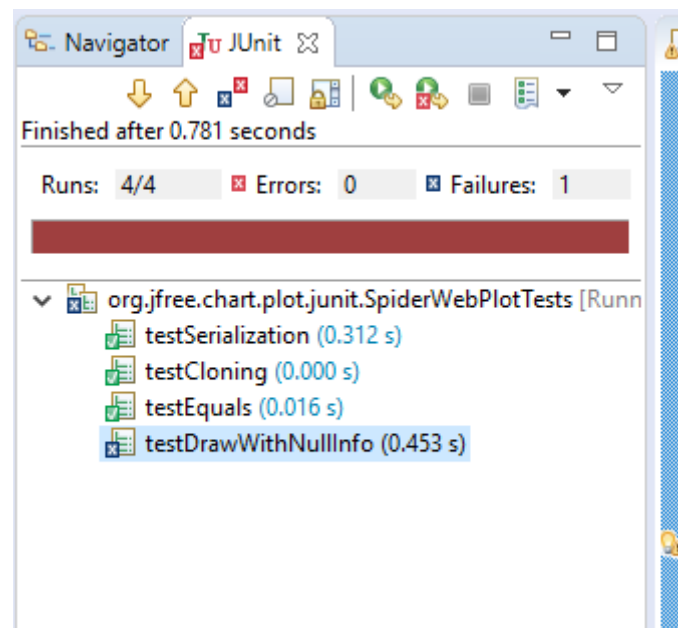 Navigator JUnit
Finished after 0.781 seconds
Runs: 4/4 Errors: 0 Failures: 1
org.jfree.chart.plot.junit.SpiderWebPlotTests [Runn
testSerialization (0.312 s)
testCloning (0.000 s)
testEquals (0.016 s)
testDrawWithNullInfo (0.453 s)